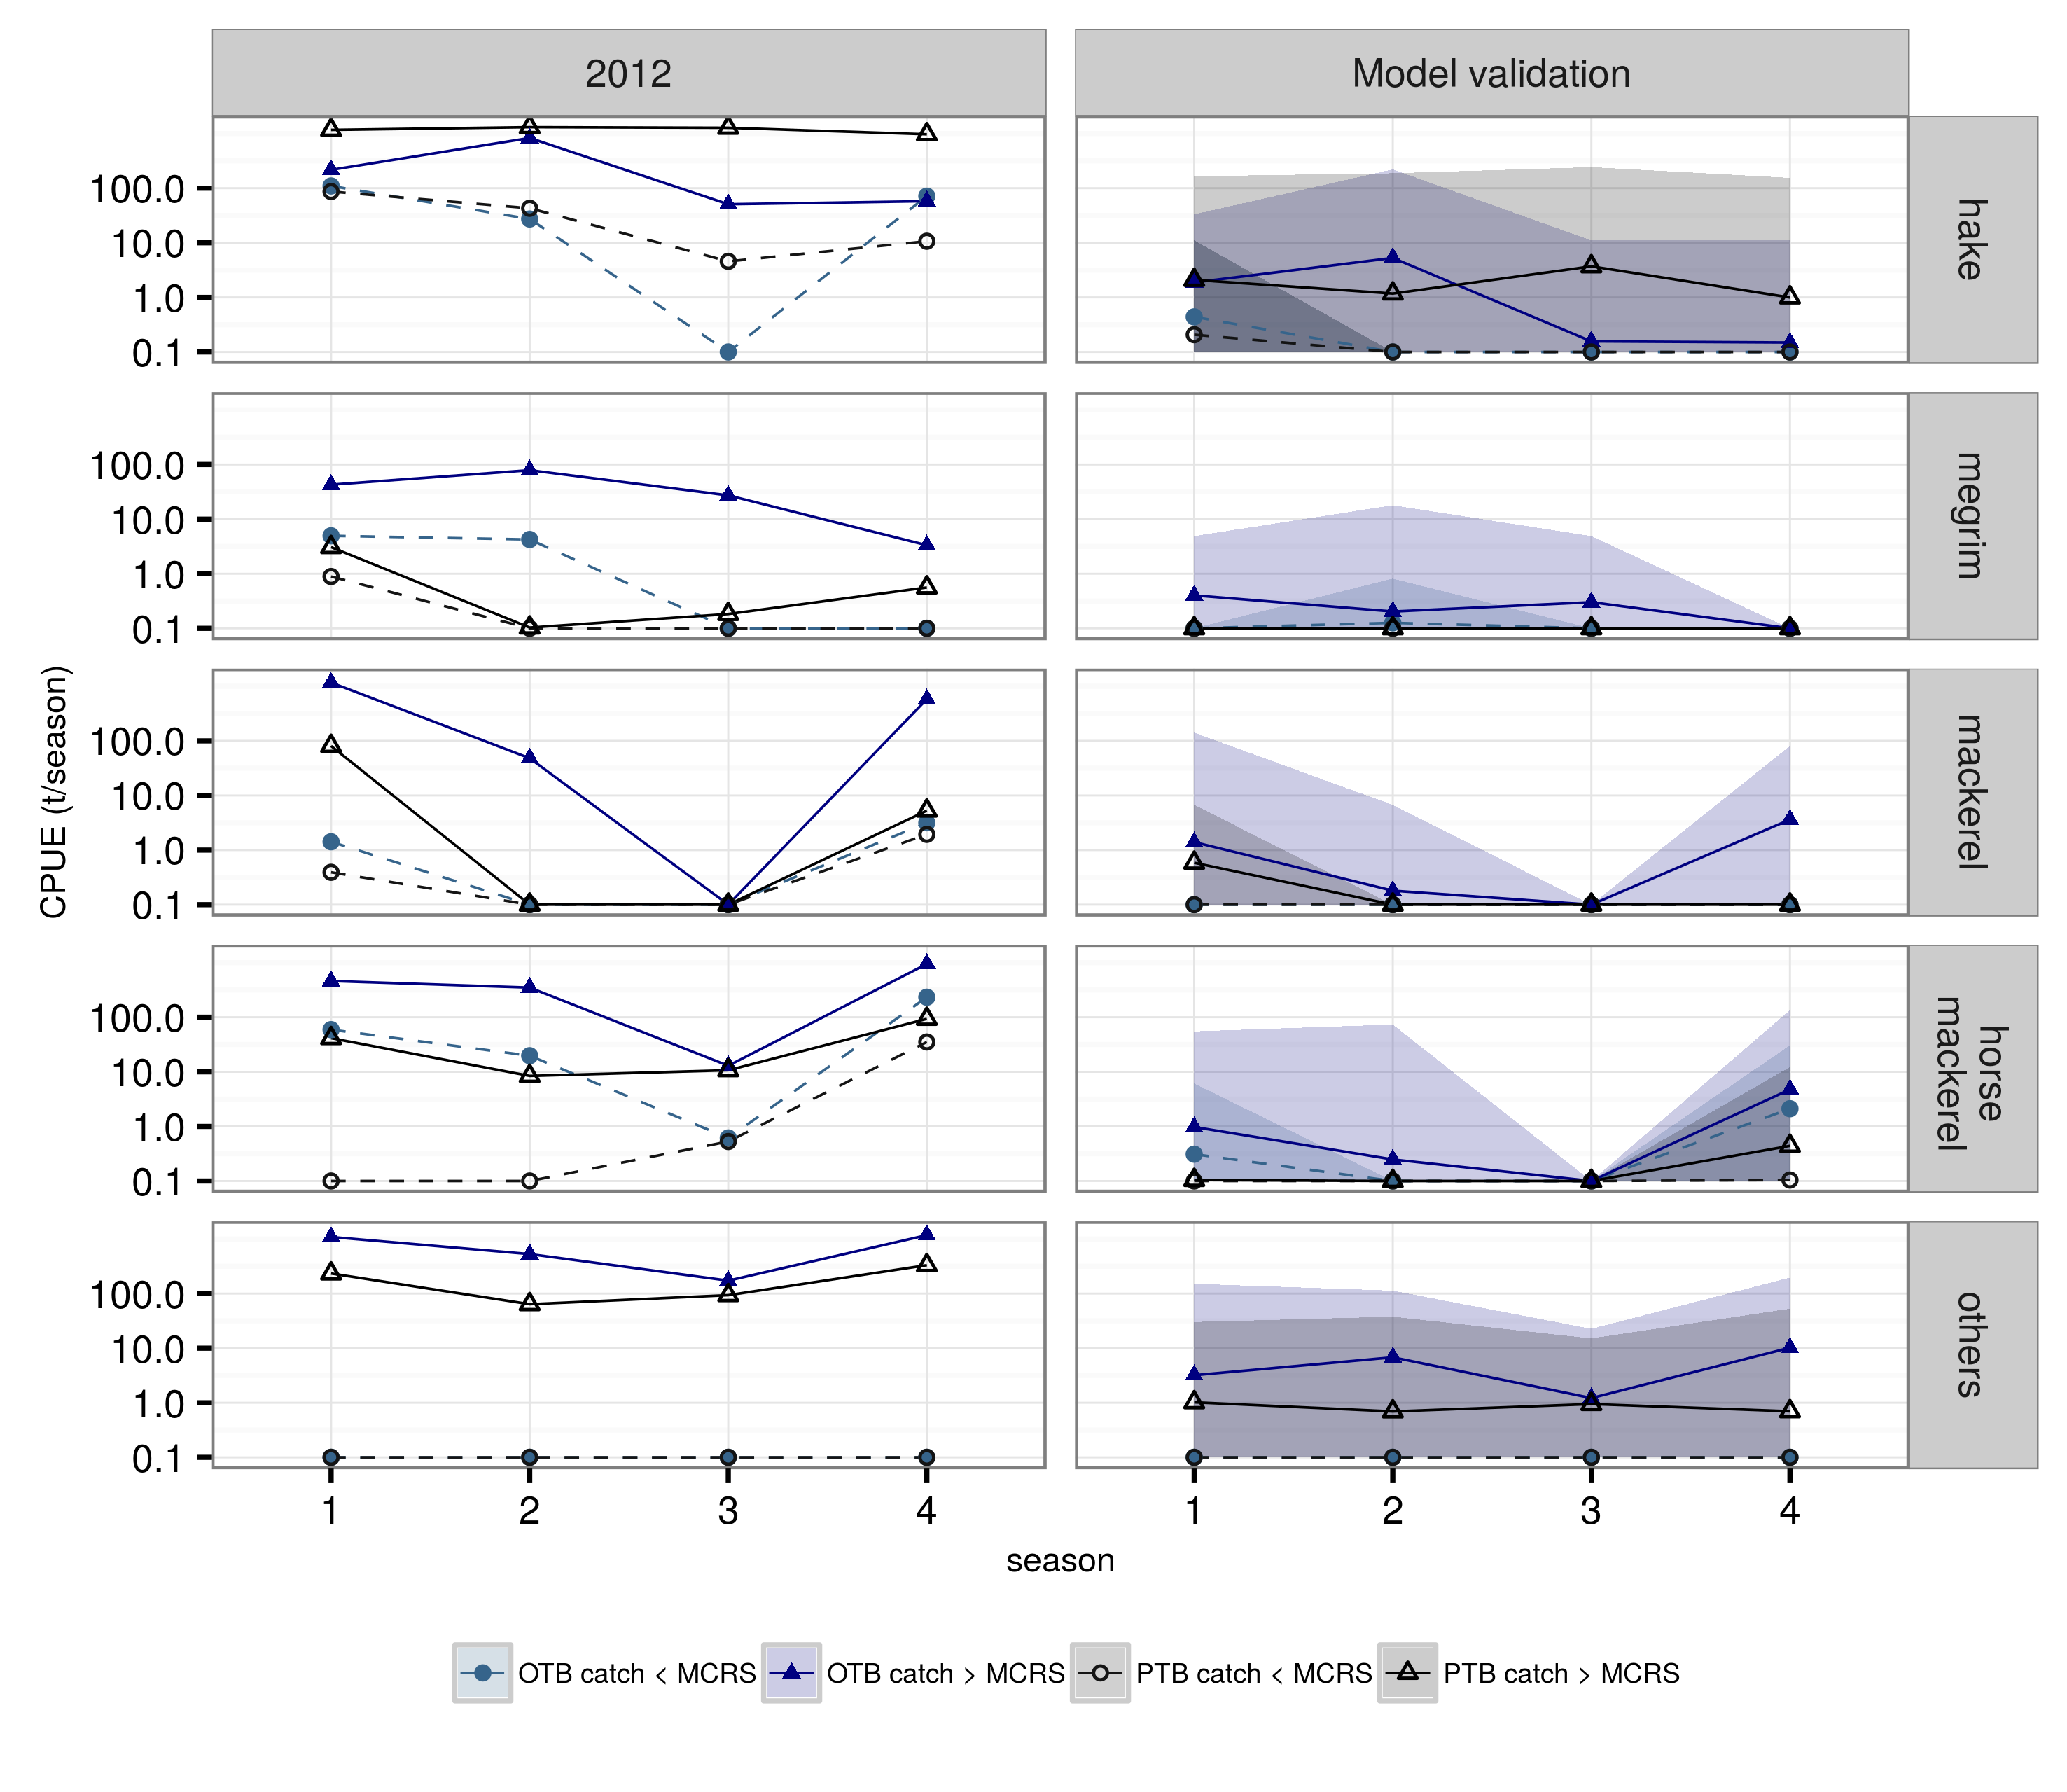 2012
Model validation
100.0
10.0
1.0
0.1
hake
100.0
10.0
1.0
0.1
megrim
100.0
10.0
1.0
0.1
mackerel
100.0
10.0
1.0
0.1
horse
mackerel
100.0
10.0
1.0
0.1
others
CPUE (t/season)
1 2 3 4 1 2 3 4
season
OTB catch < MCRS OTB catch > MCRS PTB catch < MCRS PTB catch > MCRS